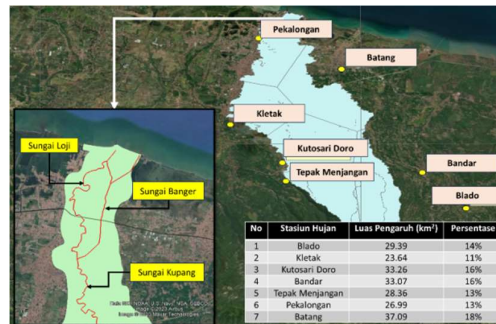 Pekalongan
Batang
Kletak
Kutosari Doro
Tepak Menjangan
Bandar
Blado
Sungai Loji
Sungai Banger
Sungai Kupang
No Stasiun Hujan Luas Pengaruh (km²) Persentase
1 Blado 29.39 14%
2 Kletak 23.64 11%
3 Kutosari Doro 33.26 16%
4 Bandar 33.07 16%
5 Tepak Menjangan 28.36 13%
6 Pekalongan 26.99 13%
7 Batang 37.09 18%